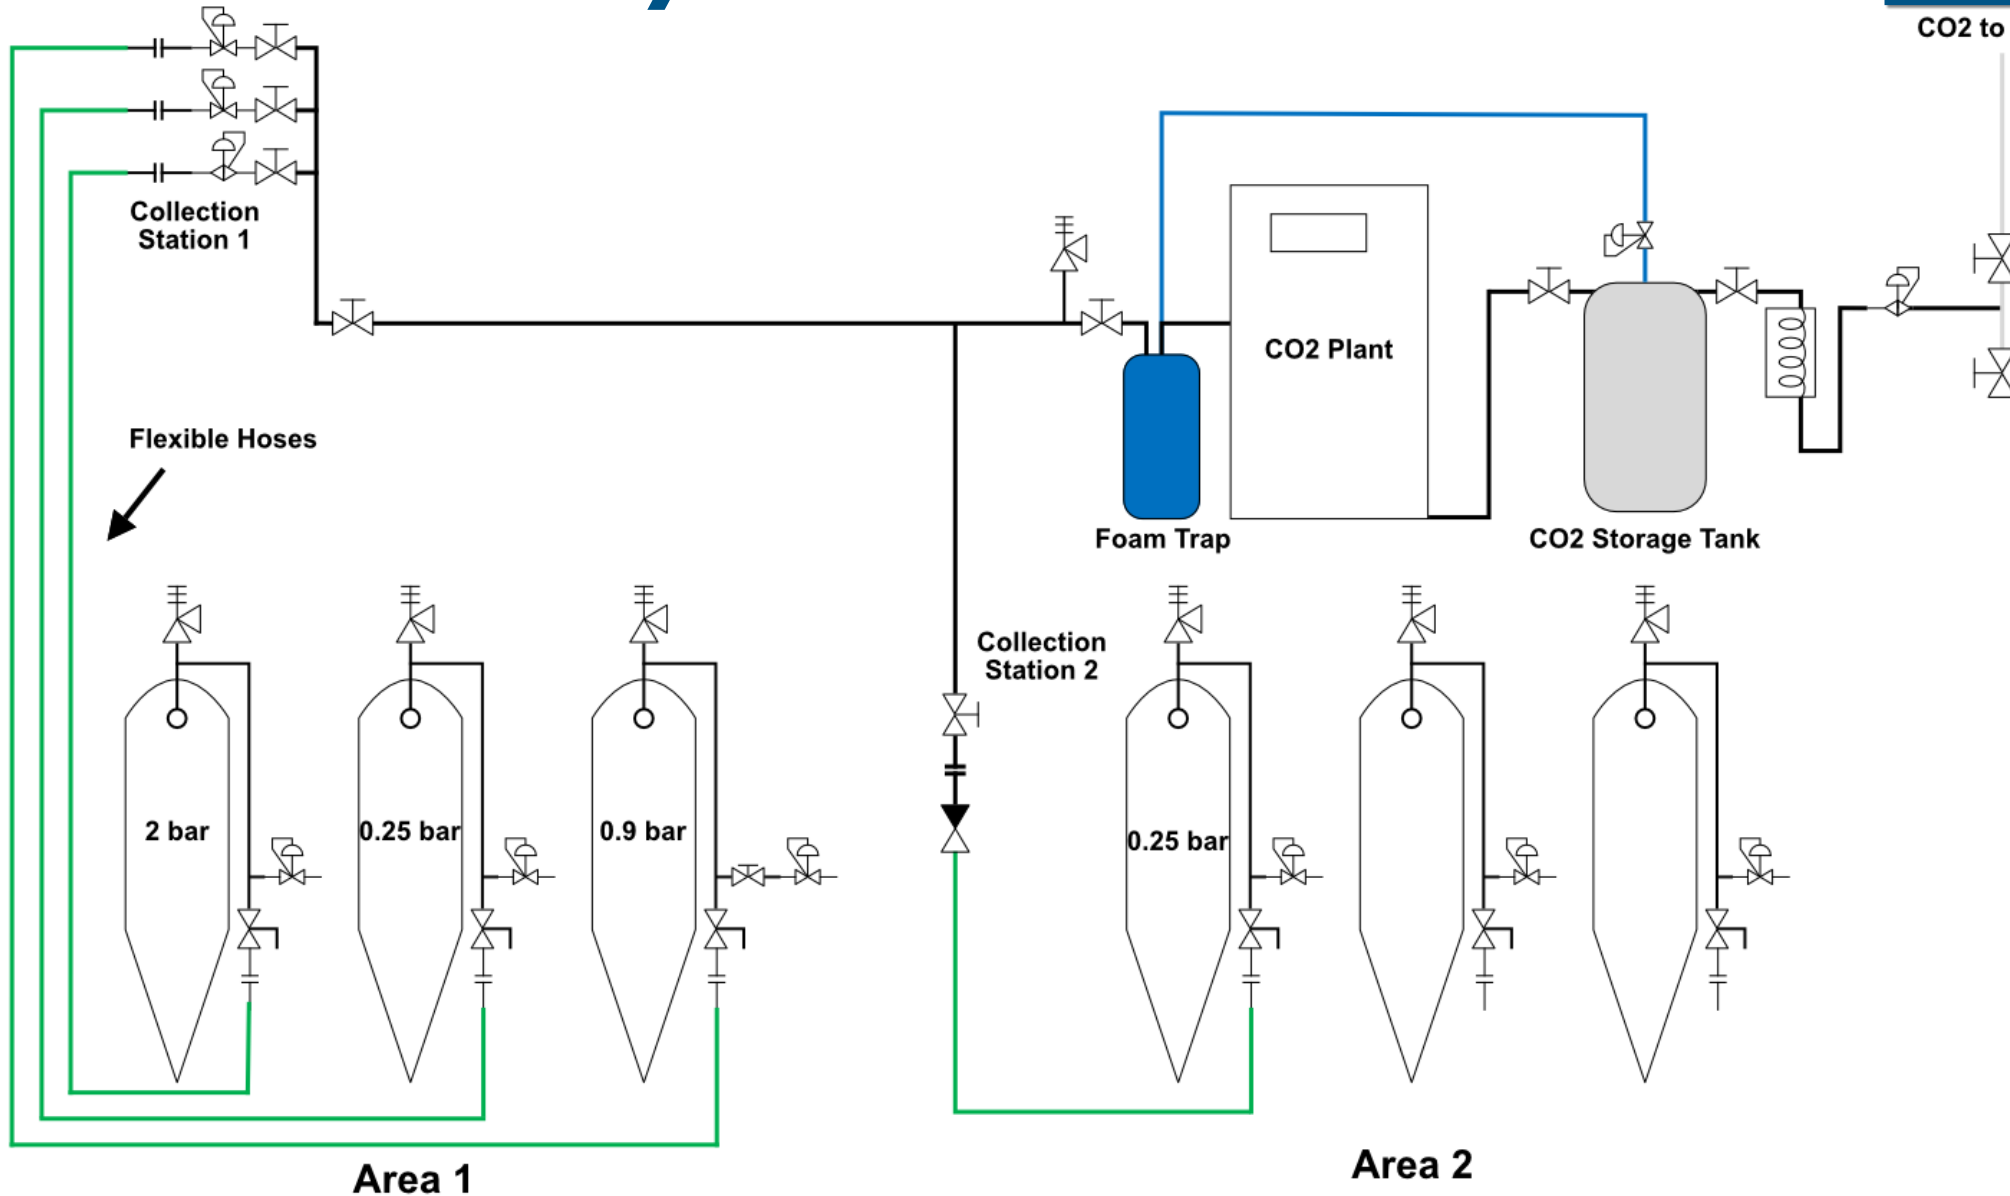 CO2 to
Collection
Station 1
CO2 Plant
Flexible Hoses
Foam Trap
CO2 Storage Tank
Collection
Station 2
2 bar
0.25 bar
0.9 bar
0.25 bar
Area 1
Area 2